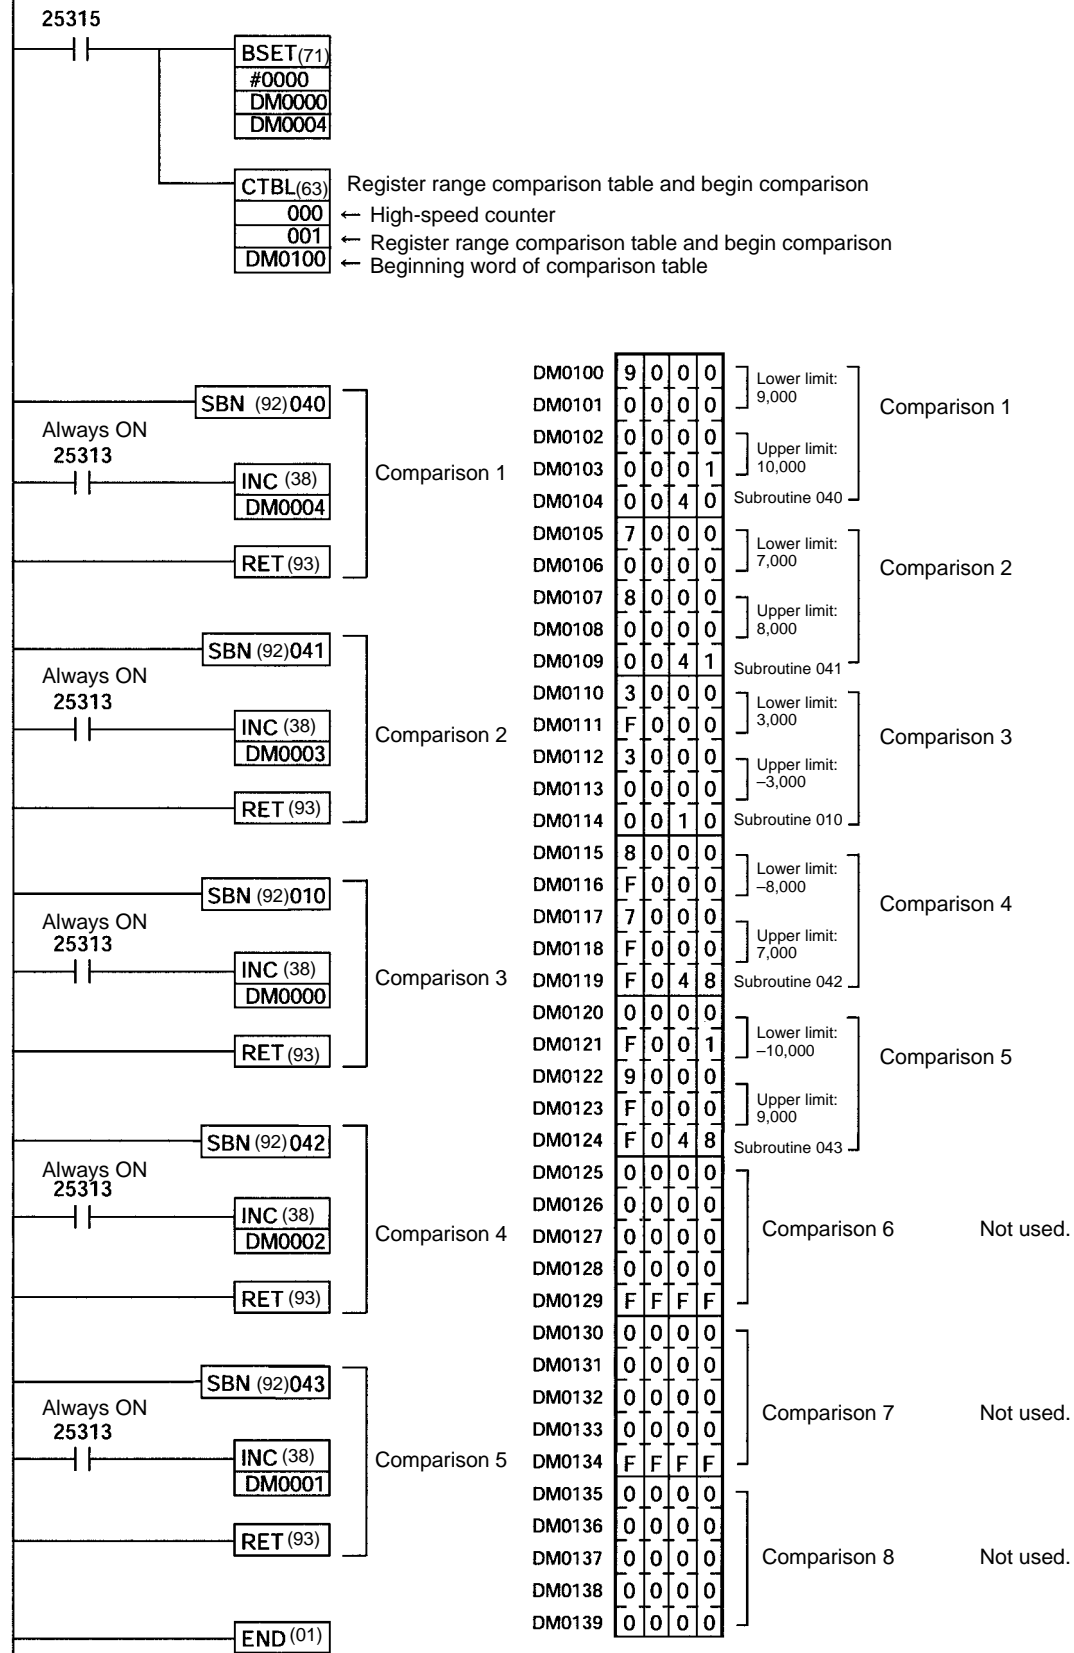 25315
BSET(71)
#0000
DM0000
DM0004
CTBL(63) Register range comparison table and begin comparison
000 ← High-speed counter
001 ← Register range comparison table and begin comparison
DM0100 ← Beginning word of comparison table
SBN (92)040
Always ON
25313
INC (38)
DM0004
RET (93)
Comparison 1
SBN (92)041
Always ON
25313
INC (38)
DM0003
RET (93)
Comparison 2
SBN (92)010
Always ON
25313
INC (38)
DM0000
RET (93)
Comparison 3
SBN (92)042
Always ON
25313
INC (38)
DM0002
RET (93)
Comparison 4
SBN (92)043
Always ON
25313
INC (38)
DM0001
RET (93)
Comparison 5
END (01)
DM0100 9 0 0 0
DM0101 0 0 0 0
Lower limit:
9,000
DM0102 0 0 0 0
DM0103 0 0 0 1
Upper limit:
10,000
DM0104 0 0 4 0 Subroutine 040
Comparison 1
DM0105 7 0 0 0
DM0106 0 0 0 0
Lower limit:
7,000
DM0107 8 0 0 0
DM0108 0 0 0 0
Upper limit:
8,000
DM0109 0 0 4 1 Subroutine 041
Comparison 2
DM0110 3 0 0 0
DM0111 F 0 0 0
Lower limit:
3,000
DM0112 3 0 0 0
DM0113 0 0 0 0
Upper limit:
–3,000
DM0114 0 0 1 0 Subroutine 010
Comparison 3
DM0115 8 0 0 0
DM0116 F 0 0 0
Lower limit:
–8,000
DM0117 7 0 0 0
DM0118 F 0 0 0
Upper limit:
7,000
DM0119 F 0 4 8 Subroutine 042
Comparison 4
DM0120 0 0 0 0
DM0121 F 0 0 1
Lower limit:
–10,000
DM0122 9 0 0 0
DM0123 F 0 0 0
Upper limit:
9,000
DM0124 F 0 4 8 Subroutine 043
Comparison 5
DM0125 0 0 0 0
DM0126 0 0 0 0
DM0127 0 0 0 0
DM0128 0 0 0 0
DM0129 F F F F
Comparison 6 Not used.
DM0130 0 0 0 0
DM0131 0 0 0 0
DM0132 0 0 0 0
DM0133 0 0 0 0
DM0134 F F F F
Comparison 7 Not used.
DM0135 0 0 0 0
DM0136 0 0 0 0
DM0137 0 0 0 0
DM0138 0 0 0 0
DM0139 0 0 0 0
Comparison 8 Not used.